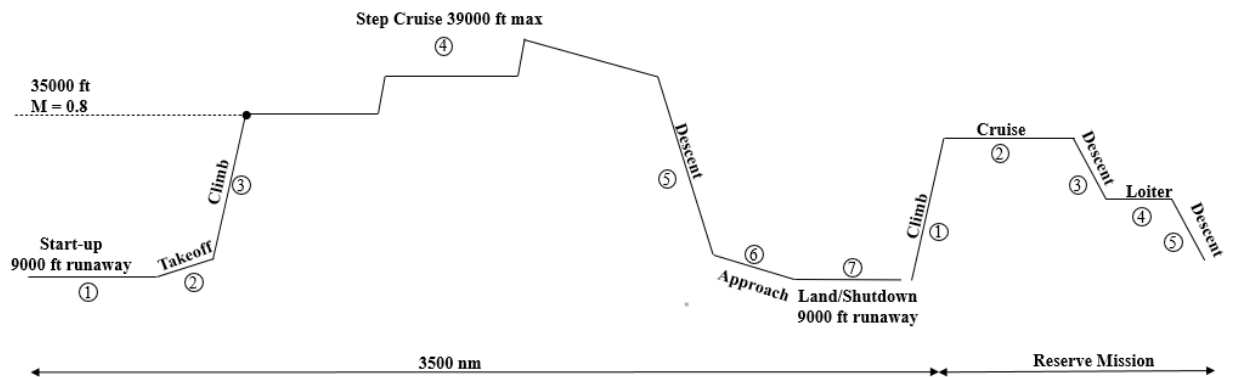 Step Cruise 39000 ft max
④
35000 ft
M = 0.8
Climb
③
Start-up
9000 ft runaway
①
Takeoff
②
Descent
⑤
⑥
Approach
⑦
Land/Shutdown
9000 ft runaway
Climb
①
Cruise
②
Descent
③
Loiter
④
Descent
⑤
3500 nm
Reserve Mission